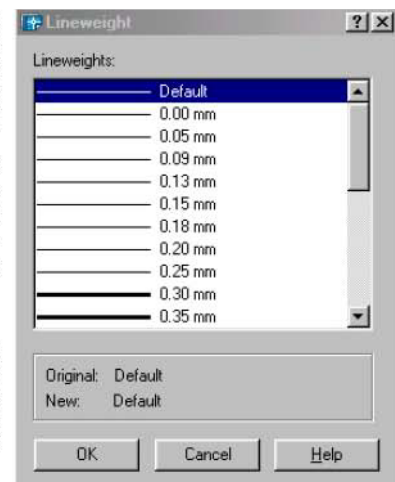 Lineweight
Lineweights:
Default
0.00 mm
0.05 mm
0.09 mm
0.13 mm
0.15 mm
0.18 mm
0.20 mm
0.25 mm
0.30 mm
0.35 mm
Original: Default
New: Default
OK Cancel Help